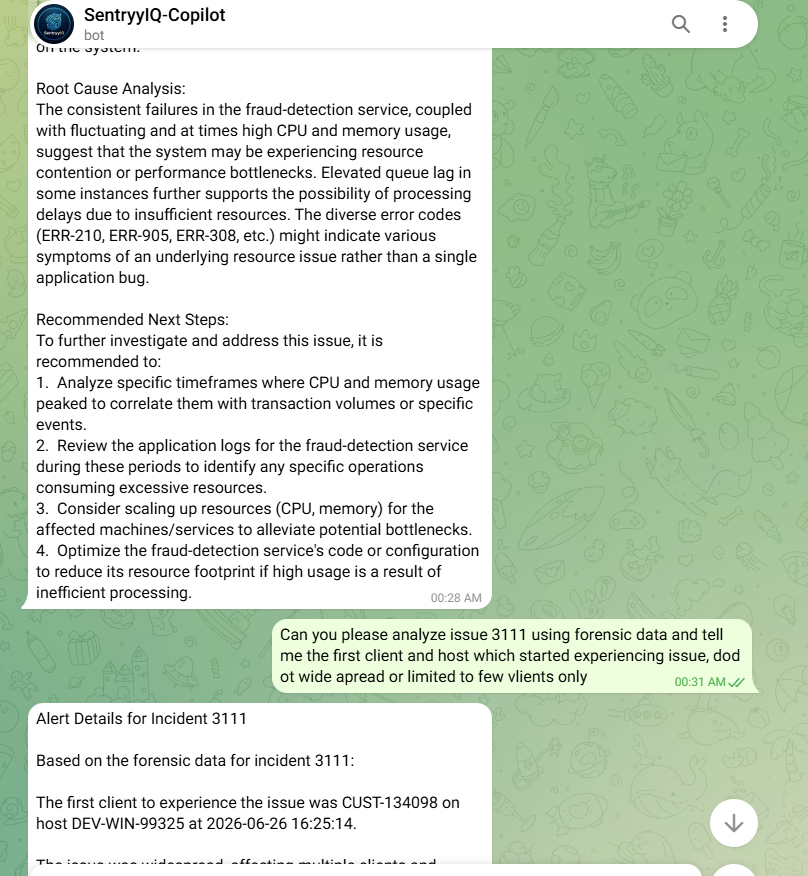 SentryyIQ-Copilot
bot
on the system.
Root Cause Analysis:
The consistent failures in the fraud-detection service, coupled
with fluctuating and at times high CPU and memory usage,
suggest that the system may be experiencing resource
contention or performance bottlenecks. Elevated queue lag in
some instances further supports the possibility of processing
delays due to insufficient resources. The diverse error codes
(ERR-210, ERR-905, ERR-308, etc.) might indicate various
symptoms of an underlying resource issue rather than a single
application bug.
Recommended Next Steps:
To further investigate and address this issue, it is
recommended to:
1.  Analyze specific timeframes where CPU and memory usage
peaked to correlate them with transaction volumes or specific
events.
2.  Review the application logs for the fraud-detection service
during these periods to identify any specific operations
consuming excessive resources.
3.  Consider scaling up resources (CPU, memory) for the
affected machines/services to alleviate potential bottlenecks.
4.  Optimize the fraud-detection service's code or configuration
to reduce its resource footprint if high usage is a result of
inefficient processing.
00:28 AM
Can you please analyze issue 3111 using forensic data and tell
me the first client and host which started experiencing issue, dod
ot wide apread or limited to few vlients only
00:31 AM
Alert Details for Incident 3111
Based on the forensic data for incident 3111:
The first client to experience the issue was CUST-134098 on
host DEV-WIN-99325 at 2026-06-26 16:25:14.
The issue was widespread, affecting multiple clients and